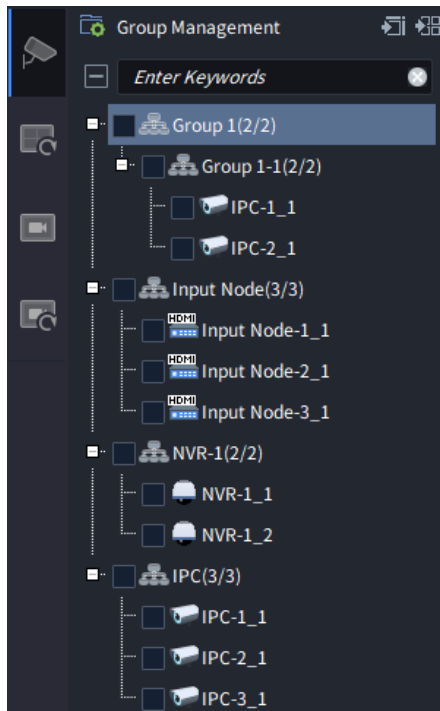 Group Management
Enter Keywords
Group 1(2/2)
Group 1-1(2/2)
IPC-1_1
IPC-2_1
Input Node(3/3)
HDMI Input Node-1_1
HDMI Input Node-2_1
HDMI Input Node-3_1
NVR-1(2/2)
NVR-1_1
NVR-1_2
IPC(3/3)
IPC-1_1
IPC-2_1
IPC-3_1